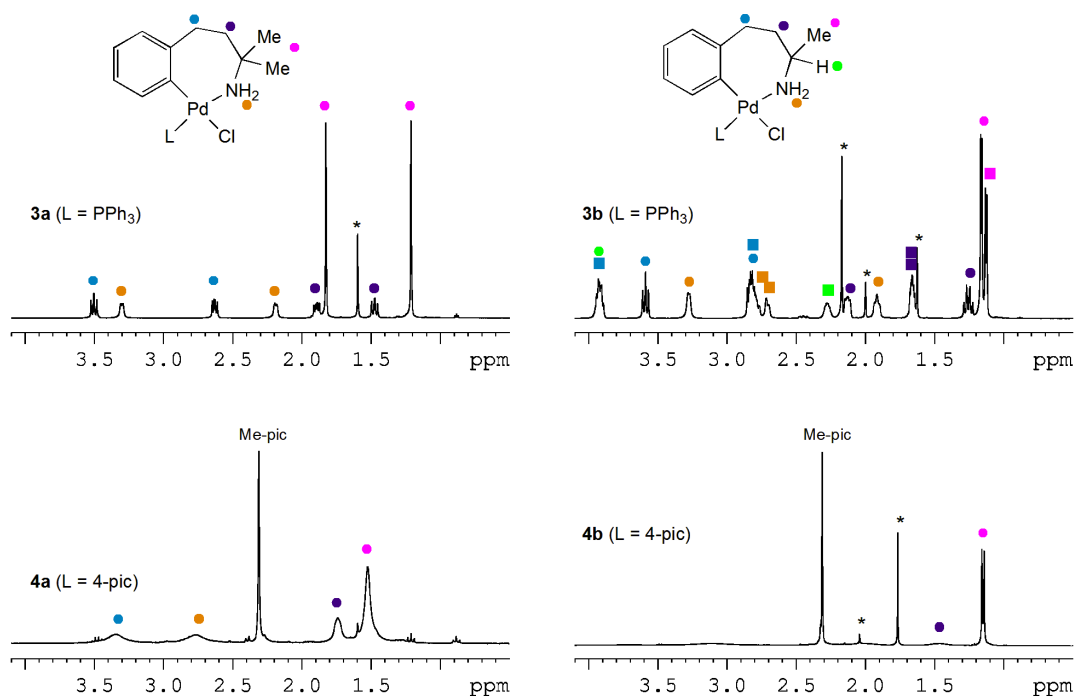 Me
Me
NH2
Pd
L
Cl
3a (L = PPh3)
*
3.5 3.0 2.5 2.0 1.5 ppm
Me
H
NH2
Pd
L
Cl
3b (L = PPh3)
*
*
*
3.5 3.0 2.5 2.0 1.5 ppm
Me-pic
4a (L = 4-pic)
3.5 3.0 2.5 2.0 1.5 ppm
Me-pic
4b (L = 4-pic)
*
*
3.5 3.0 2.5 2.0 1.5 ppm